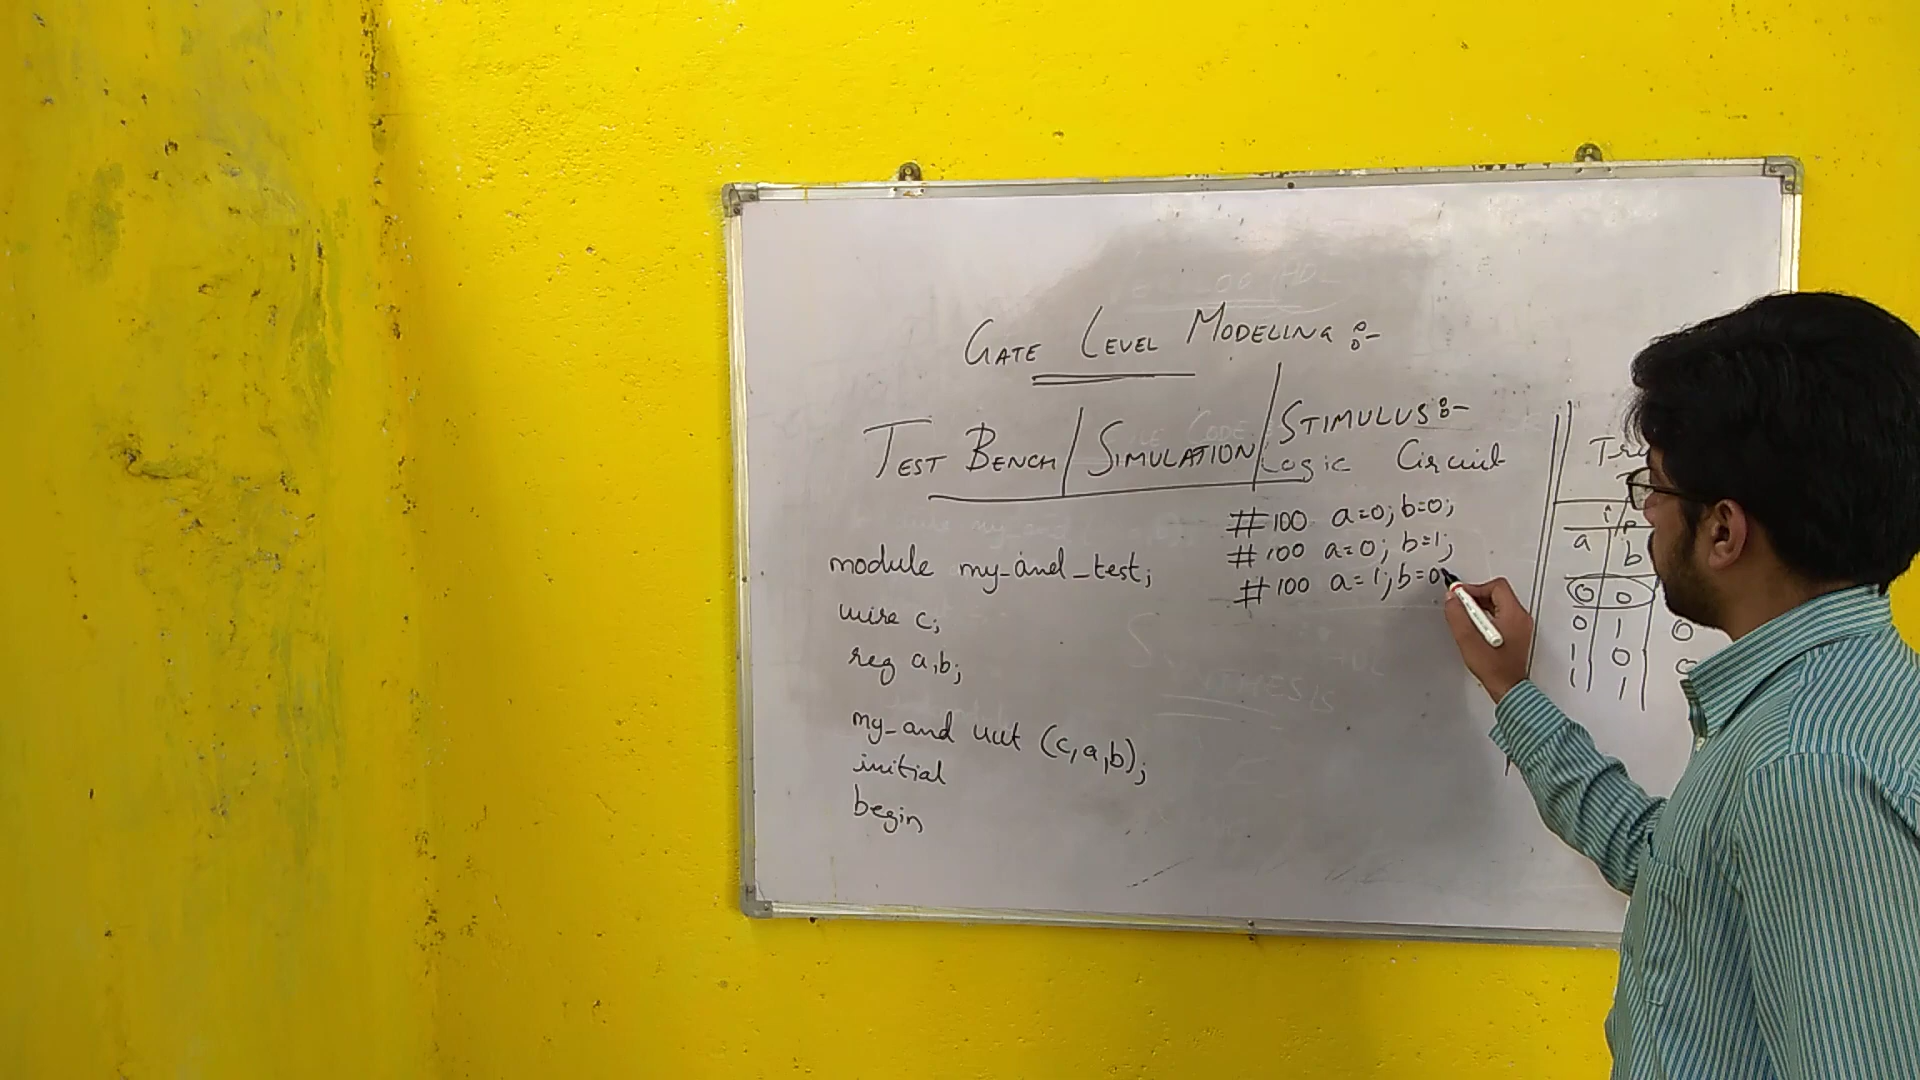 GATE LEVEL MODELING :-
TEST BENCH / SIMULATION / STIMULUS :-
Logic Circuit
module my_and_test;
wire c;
reg a,b;
my_and uut (c,a,b);
initial
begin
#100 a=0; b=0;
#100 a=0; b=1;
#100 a=1; b=0
i/p
a b
0 0
0 1 0
1 0 0
1 1